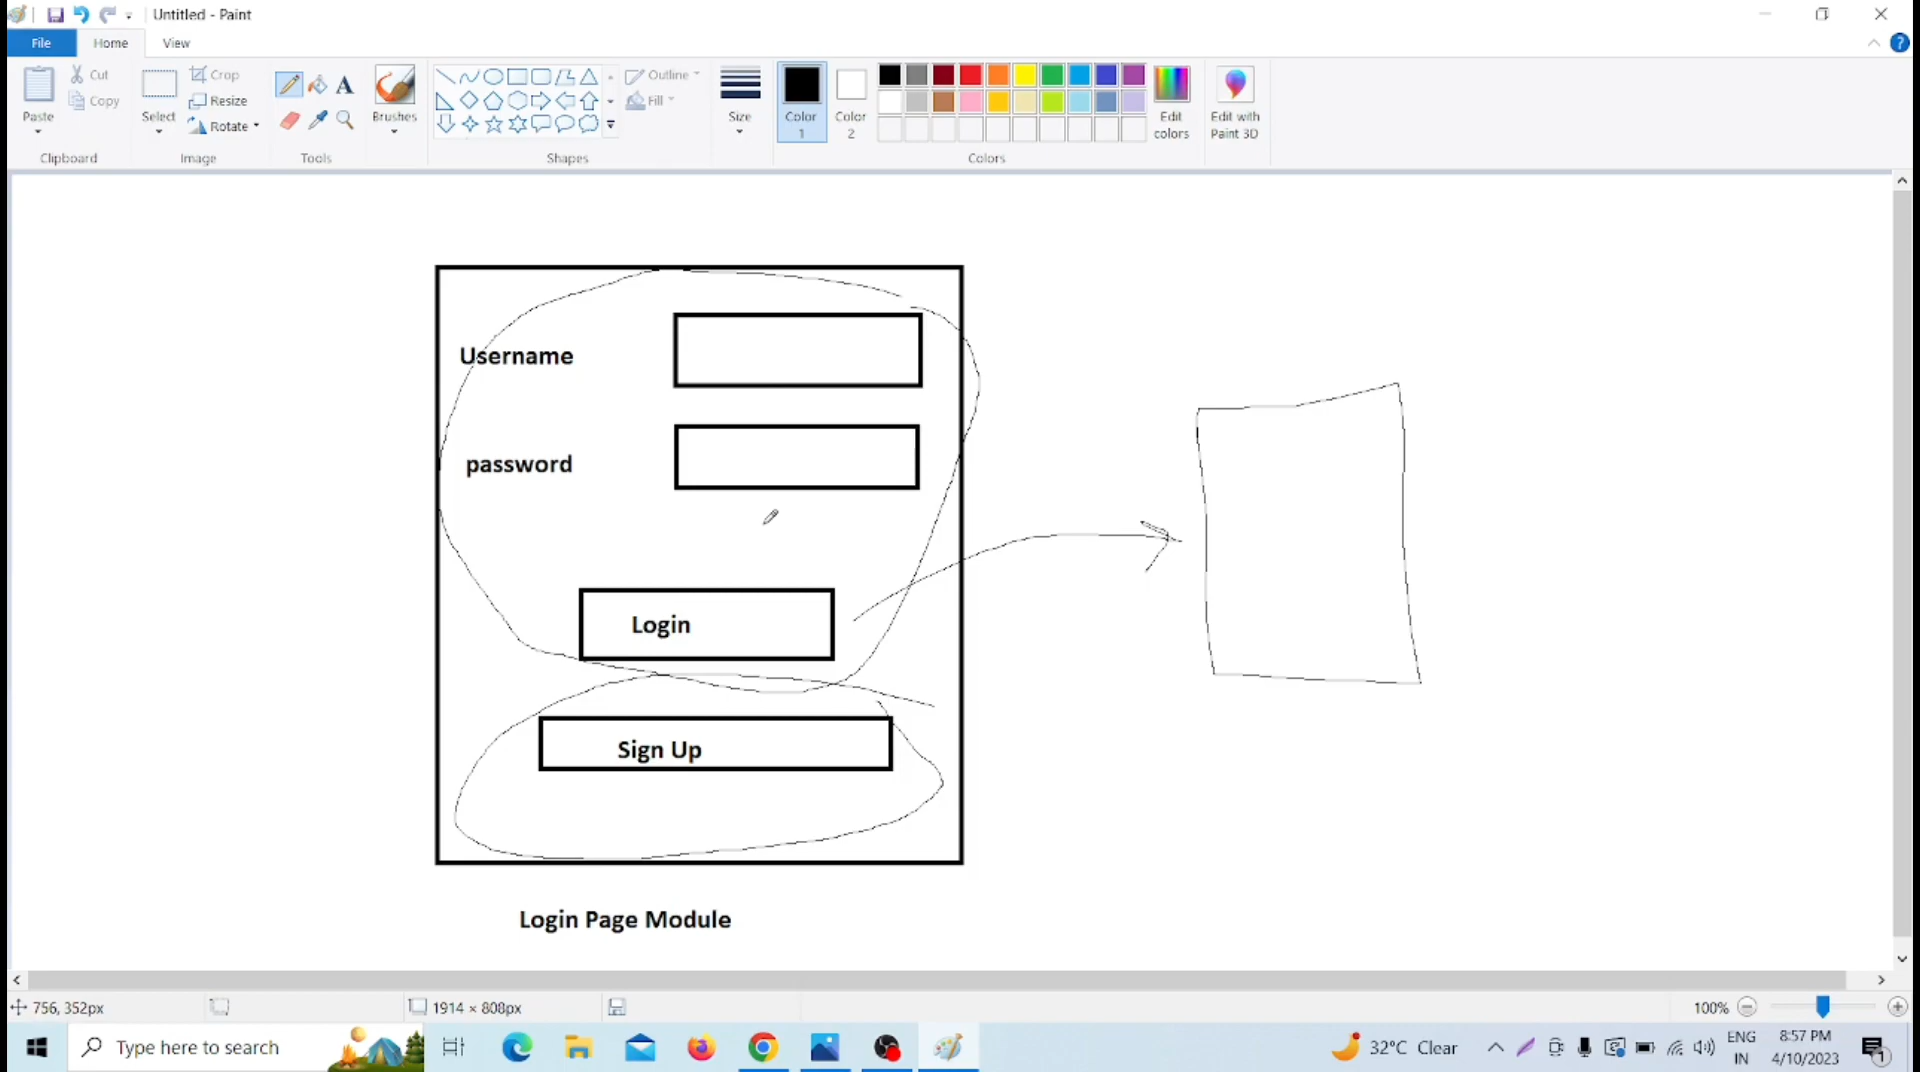 Untitled - Paint
File Home View
Paste
Cut
Copy
Clipboard
Select
Crop
Resize
Rotate
Image
Tools
Brushes
Shapes
Outline
Fill
Size
Color 1
Color 2
Colors
Edit colors
Edit with Paint 3D
Username
password
Login
Sign Up
Login Page Module
756, 352px
1914 × 808px
100%
Type here to search
32°C Clear
ENG
IN
8:57 PM
4/10/2023
1